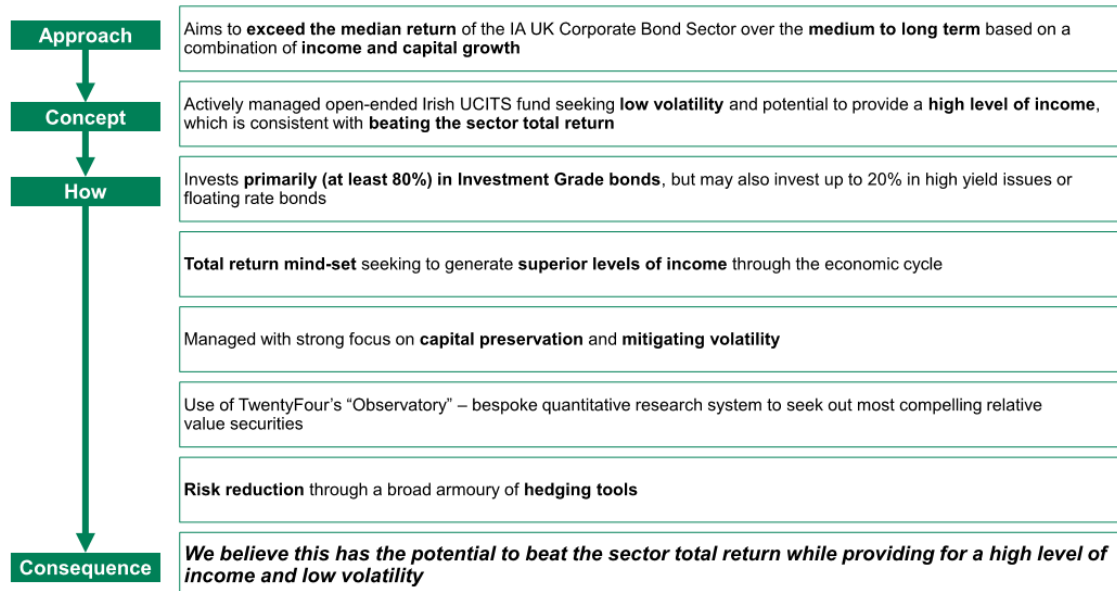 Approach
Aims to exceed the median return of the IA UK Corporate Bond Sector over the medium to long term based on a
combination of income and capital growth
Concept
Actively managed open-ended Irish UCITS fund seeking low volatility and potential to provide a high level of income,
which is consistent with beating the sector total return
How
Invests primarily (at least 80%) in Investment Grade bonds, but may also invest up to 20% in high yield issues or
floating rate bonds
Total return mind-set seeking to generate superior levels of income through the economic cycle
Managed with strong focus on capital preservation and mitigating volatility
Use of TwentyFour's “Observatory” – bespoke quantitative research system to seek out most compelling relative
value securities
Risk reduction through a broad armoury of hedging tools
Consequence
We believe this has the potential to beat the sector total return while providing for a high level of
income and low volatility